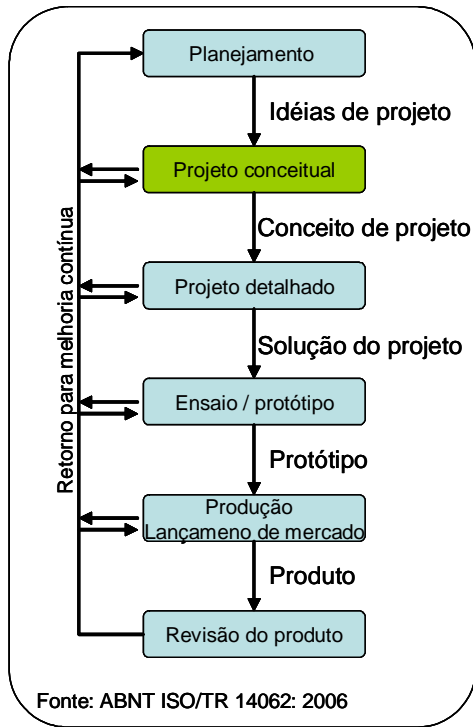 Planejamento
Idéias de projeto
Projeto conceitual
Conceito de projeto
Projeto detalhado
Solução do projeto
Ensaio / protótipo
Protótipo
Produção
Lançameno de mercado
Produto
Revisão do produto
Retorno para melhoria contínua
Fonte: ABNT ISO/TR 14062: 2006